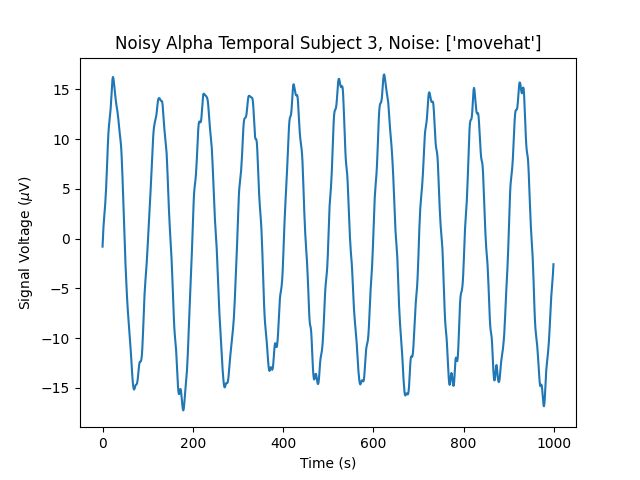 Noisy Alpha Temporal Subject 3, Noise: ['movehat']
15
10
5
0
−5
−10
−15
Signal Voltage (μV)
0 200 400 600 800 1000
Time (s)